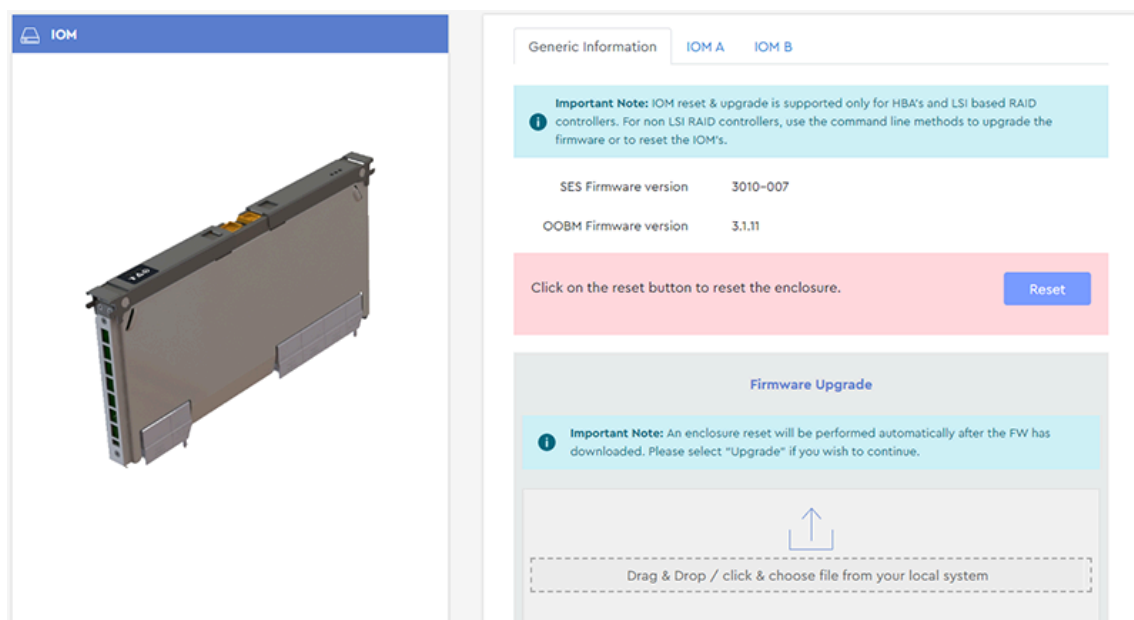 IOM
Generic Information IOM A IOM B
Important Note: IOM reset & upgrade is supported only for HBA's and LSI based RAID
controllers. For non LSI RAID controllers, use the command line methods to upgrade the
firmware or to reset the IOM's.
SES Firmware version 3010-007
OOBM Firmware version 3.1.11
Click on the reset button to reset the enclosure.
Reset
Firmware Upgrade
Important Note: An enclosure reset will be performed automatically after the FW has
downloaded. Please select "Upgrade" if you wish to continue.
Drag & Drop / click & choose file from your local system